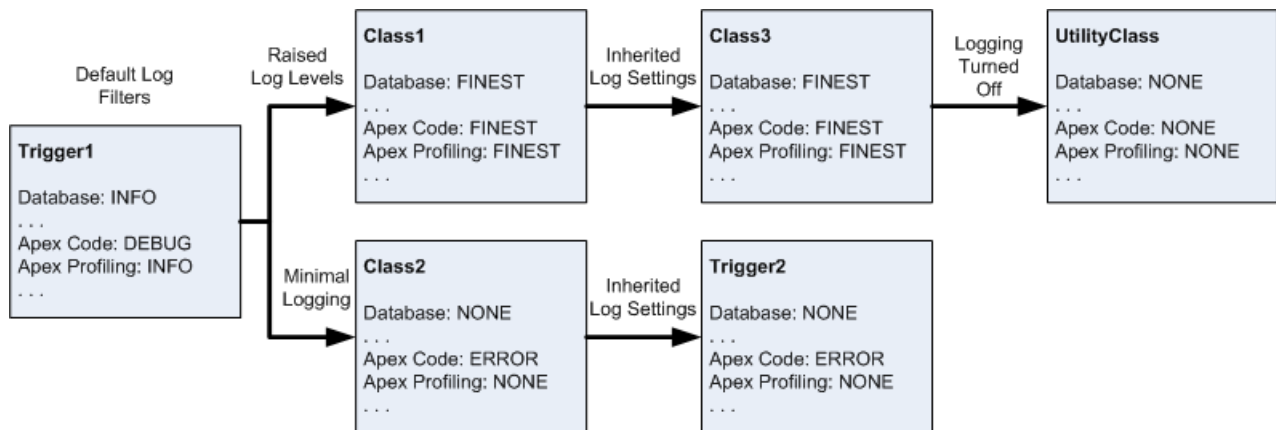 Default Log
Filters
Trigger1
Database: INFO
. . .
Apex Code: DEBUG
Apex Profiling: INFO
. . .
Raised
Log Levels
Class1
Database: FINEST
. . .
Apex Code: FINEST
Apex Profiling: FINEST
. . .
Inherited
Log Settings
Class3
Database: FINEST
. . .
Apex Code: FINEST
Apex Profiling: FINEST
. . .
Logging
Turned
Off
UtilityClass
Database: NONE
. . .
Apex Code: NONE
Apex Profiling: NONE
. . .
Minimal
Logging
Class2
Database: NONE
. . .
Apex Code: ERROR
Apex Profiling: NONE
. . .
Inherited
Log Settings
Trigger2
Database: NONE
. . .
Apex Code: ERROR
Apex Profiling: NONE
. . .